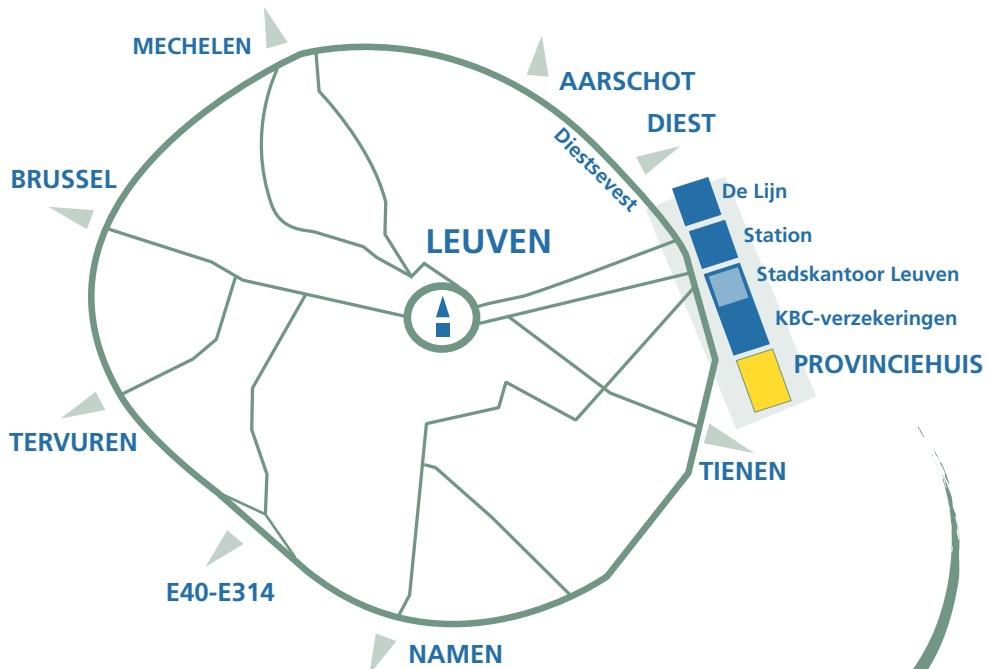 MECHELEN
AARSCHOT
DIEST
Diestsevest
BRUSSEL
De Lijn
Station
LEUVEN
Stadskantoor Leuven
KBC-verzekeringen
PROVINCIEHUIS
TERVUREN
TIENEN
E40-E314
NAMEN